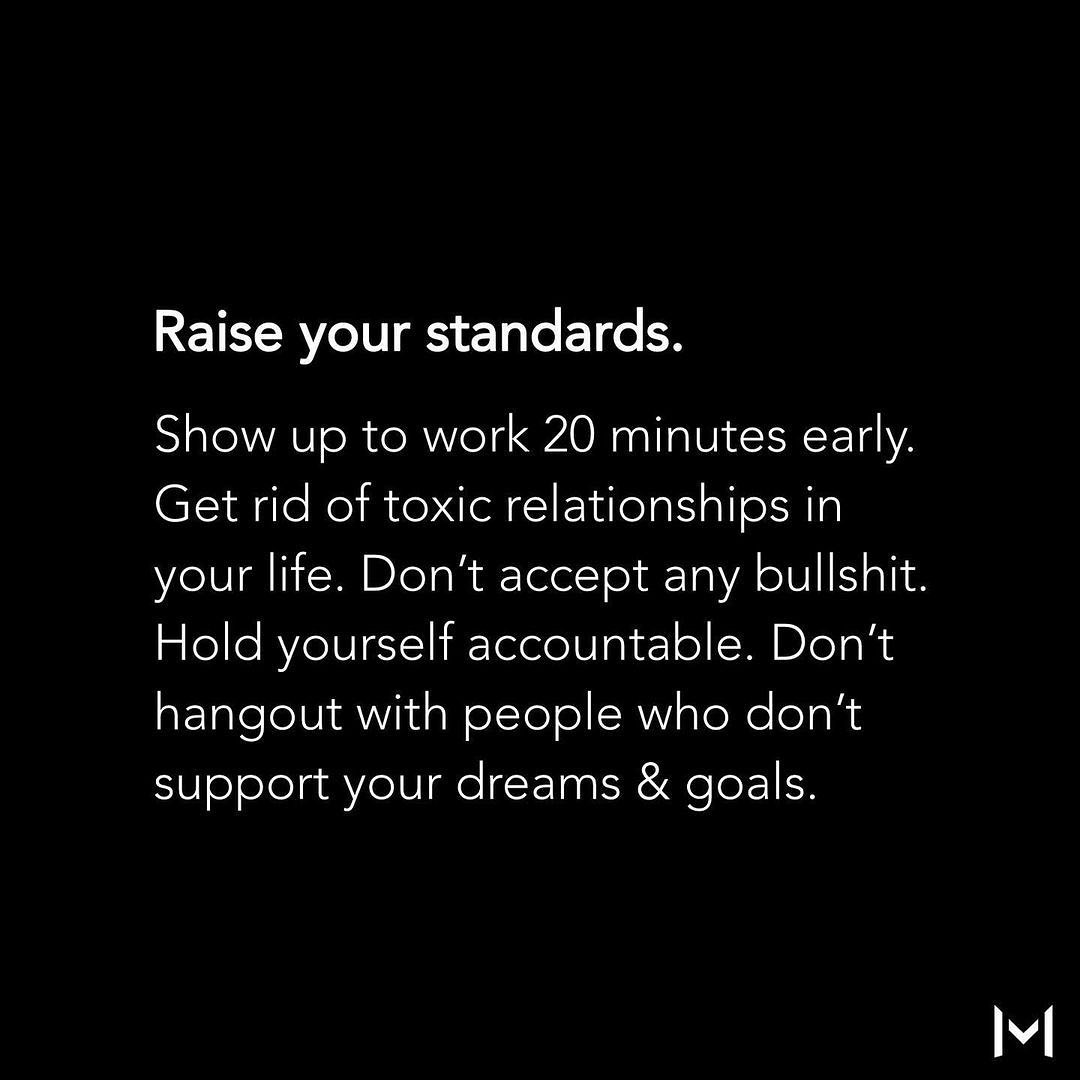 Raise your standards.
Show up to work 20 minutes early.
Get rid of toxic relationships in
your life. Don’t accept any bullshit.
Hold yourself accountable. Don’t
hangout with people who don’t
support your dreams & goals.
M